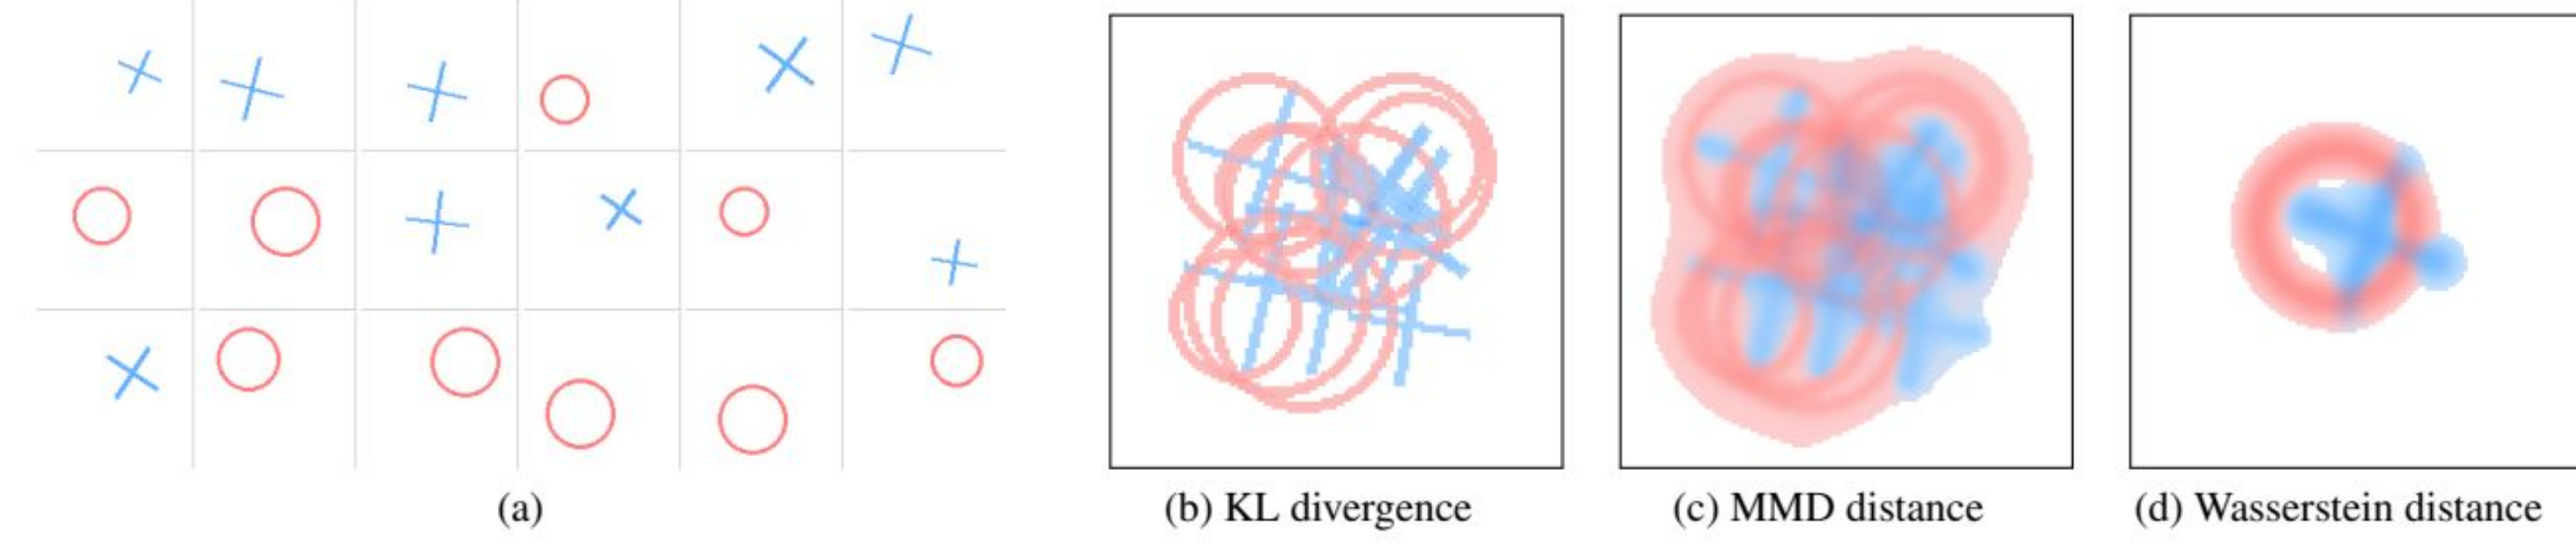 (a)
(b) KL divergence
(c) MMD distance
(d) Wasserstein distance